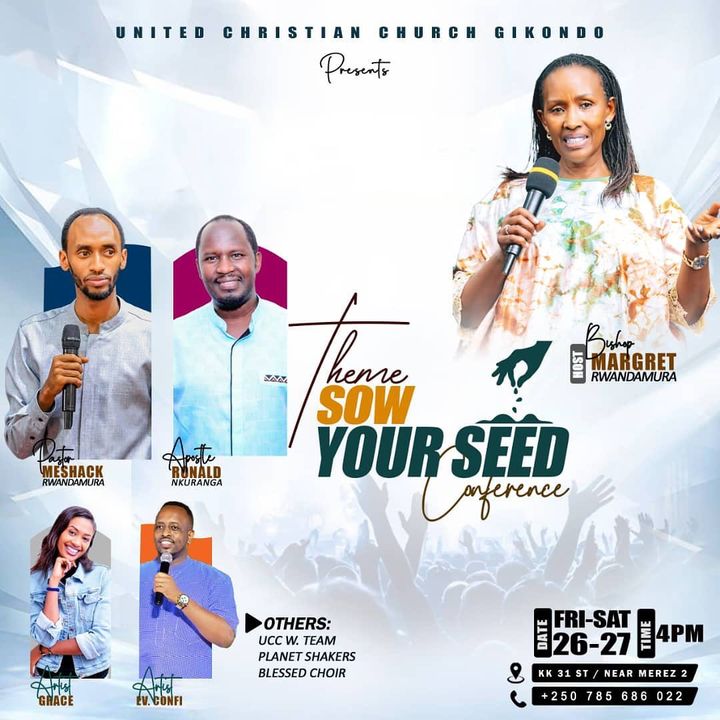 UNITED CHRISTIAN CHURCH GIKONDO
Presents
Bishop
HOST
MARGRET
RWANDAMURA
Pastor
MESHACK
RWANDAMURA
Apostle
RONALD
NKURANGA
Theme
SOW
YOUR SEED
Conference
Artist
GRACE
Artist
EV. CONFI
OTHERS:
UCC W. TEAM
PLANET SHAKERS
BLESSED CHOIR
DATE
FRI-SAT
26-27
TIME
4PM
KK 31 ST / NEAR MEREZ 2
+250 785 686 022